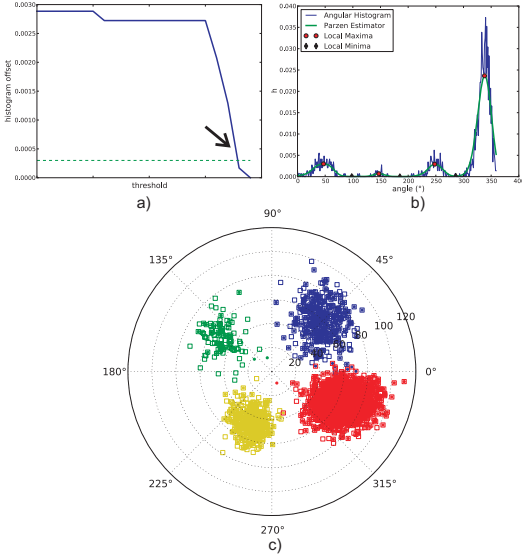 0.0030
0.0025
0.0020
0.0015
0.0010
0.0005
0.0000
histogram offset
threshold
a)
0.040
0.035
0.030
0.025
0.020
0.015
0.010
0.005
0.000
h
Angular Histogram
Parzen Estimator
Local Maxima
Local Minima
0 50 100 150 200 250 300 350 400
angle (°)
b)
90°
135° 45°
120
100
80
60
40
20
180° 0°
225° 315°
270°
c)